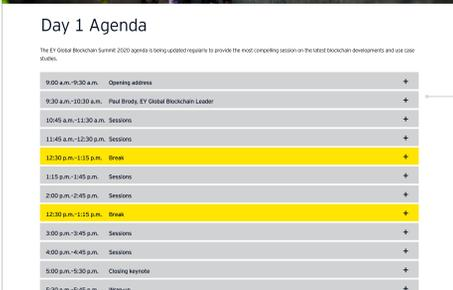 Day 1 Agenda
The EY Global Blockchain Summit 2020 agenda is being updated regularly to provide the most compelling session on the latest blockchain developments and use case
studies.
9:00 a.m.–9:30 a.m. Opening address +
9:30 a.m.–10:30 a.m. Paul Brody, EY Global Blockchain Leader +
10:45 a.m.–11:30 a.m. Sessions +
11:45 a.m.–12:30 p.m. Sessions +
12:30 p.m.–1:15 p.m. Break +
1:15 p.m.–1:45 p.m. Sessions +
2:00 p.m.–2:45 p.m. Sessions +
12:30 p.m.–1:15 p.m. Break +
3:00 p.m.–3:45 p.m. Sessions +
4:00 p.m.–4:45 p.m. Sessions +
5:00 p.m.–5:30 p.m. Closing keynote +